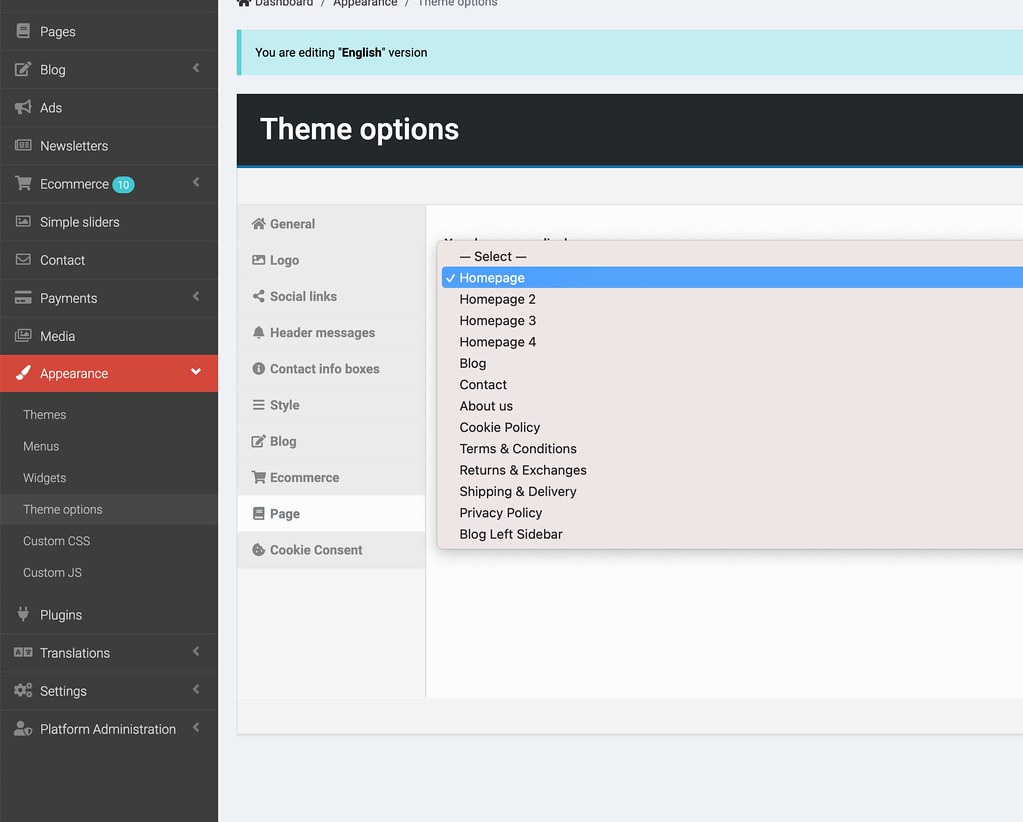 Dashboard / Appearance / Theme options
You are editing "English" version
Theme options
Pages
Blog
Ads
Newsletters
Ecommerce 10
Simple sliders
Contact
Payments
Media
Appearance
Themes
Menus
Widgets
Theme options
Custom CSS
Custom JS
Plugins
Translations
Settings
Platform Administration
General
Logo
Social links
Header messages
Contact info boxes
Style
Blog
Ecommerce
Page
Cookie Consent
— Select —
✓ Homepage
Homepage 2
Homepage 3
Homepage 4
Blog
Contact
About us
Cookie Policy
Terms & Conditions
Returns & Exchanges
Shipping & Delivery
Privacy Policy
Blog Left Sidebar